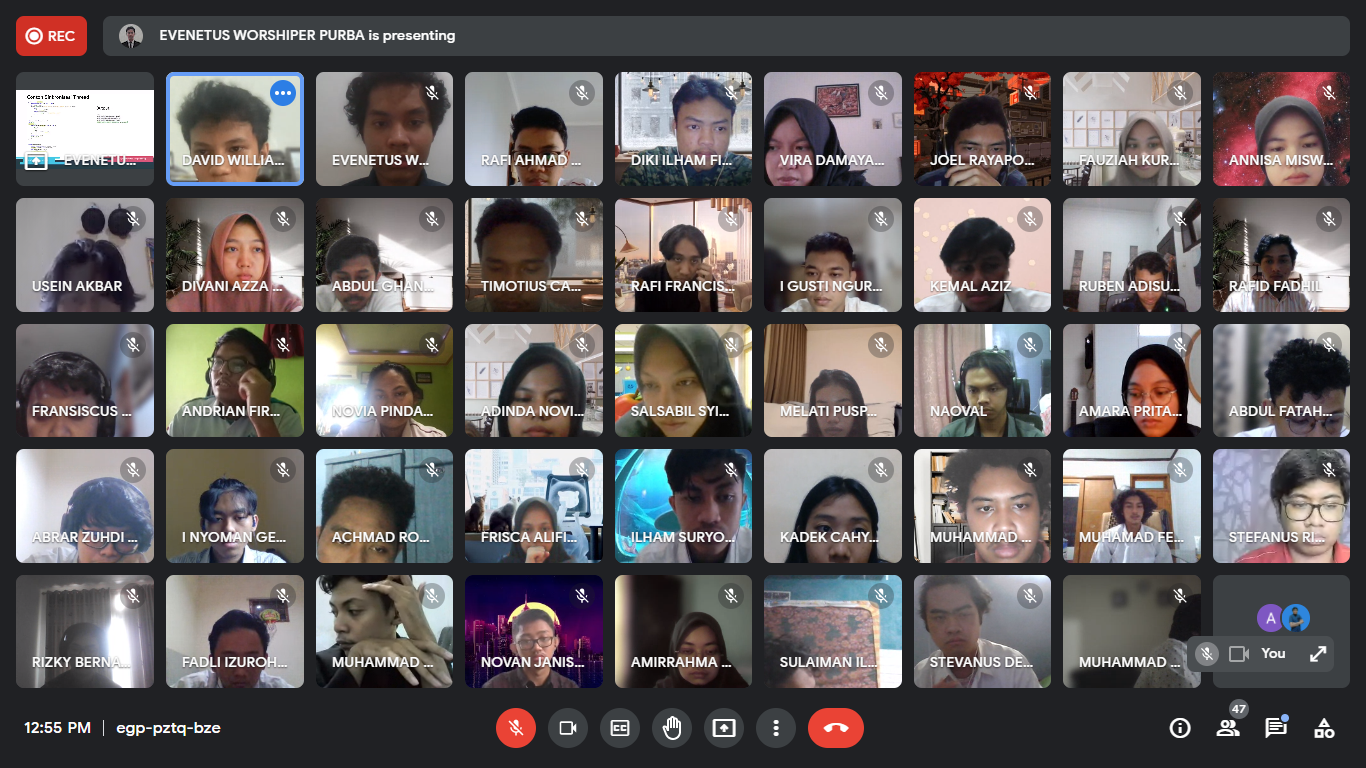 REC
EVENETUS WORSHIPER PURBA is presenting
Contoh Sinkronisasi Thread
EVENETU...
DAVID WILLIA...
EVENETUS W...
RAFI AHMAD ...
DIKI ILHAM FI...
VIRA DAMAYA...
JOEL RAYAPO...
FAUZIAH KUR...
ANNISA MISW...
USEIN AKBAR
DIVANI AZZA ...
ABDUL GHAN...
TIMOTIUS CA...
RAFI FRANCIS...
I GUSTI NGUR...
KEMAL AZIZ
RUBEN ADISU...
RAFID FADHIL
FRANSISCUS ...
ANDRIAN FIR...
NOVIA PINDA...
ADINDA NOVI...
SALSABIL SYI...
MELATI PUSP...
NAOVAL
AMARA PRITA...
ABDUL FATAH...
ABRAR ZUHDI ...
I NYOMAN GE...
ACHMAD RO...
FRISCA ALIFI...
ILHAM SURYO...
KADEK CAHY...
MUHAMMAD ...
MUHAMAD FE...
STEFANUS RI...
RIZKY BERNA...
FADLI IZUROH...
MUHAMMAD ...
NOVAN JANIS...
AMIRRAHMA ...
SULAIMAN IL...
STEVANUS DE...
MUHAMMAD ...
A
You
12:55 PM | egp-pztq-bze
47